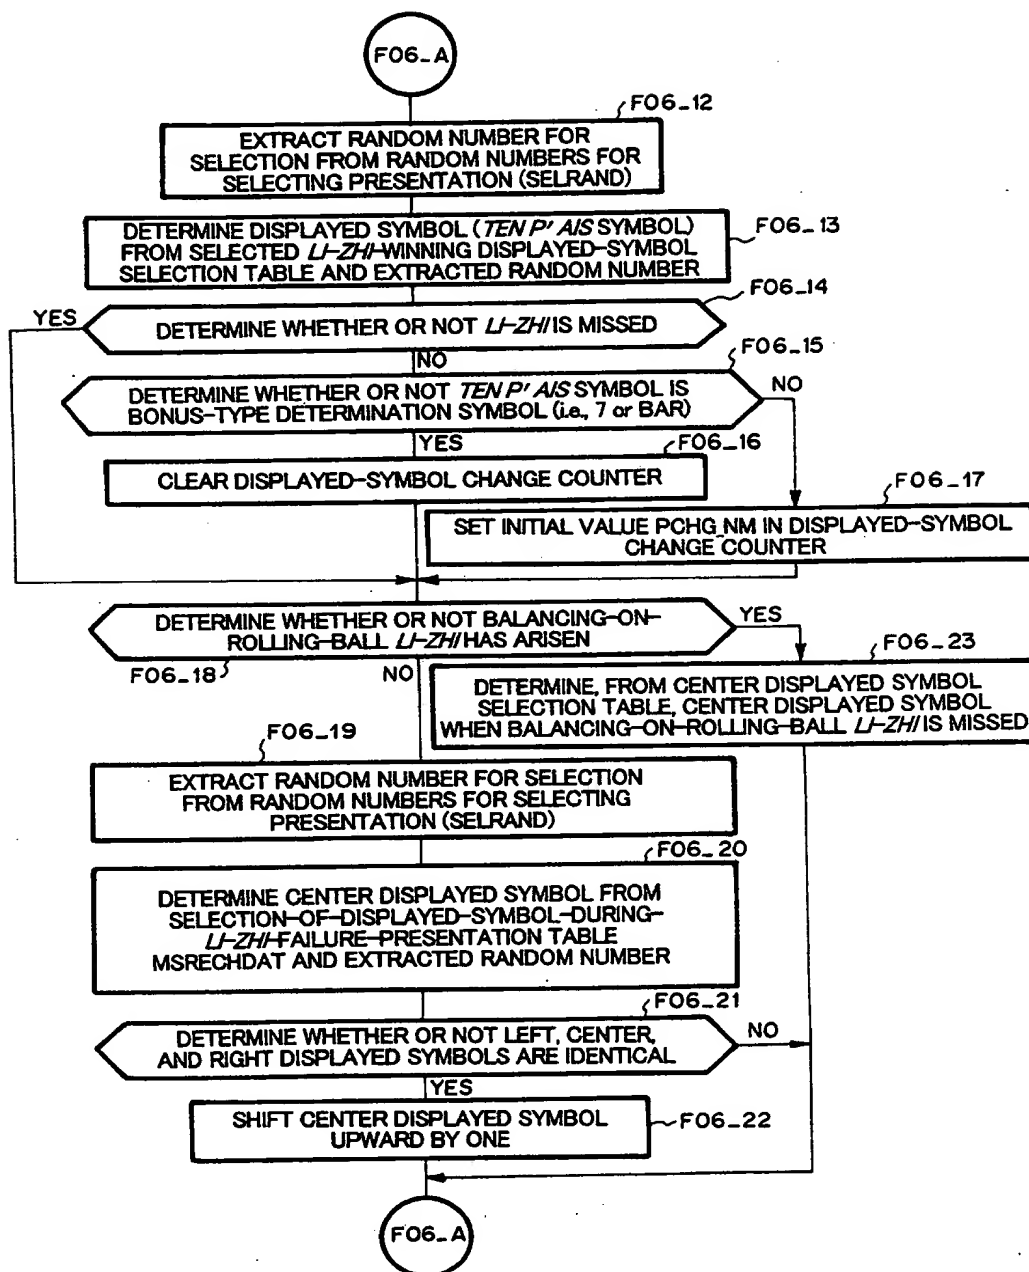 F06_A
F06_12
EXTRACT RANDOM NUMBER FOR
SELECTION FROM RANDOM NUMBERS FOR
SELECTING PRESENTATION (SELRAND)
F06_13
DETERMINE DISPLAYED SYMBOL (TEN P' AIS SYMBOL)
FROM SELECTED LI-ZHI-WINNING DISPLAYED-SYMBOL
SELECTION TABLE AND EXTRACTED RANDOM NUMBER
F06_14
YES
DETERMINE WHETHER OR NOT LI-ZHI IS MISSED
NO
F06_15
DETERMINE WHETHER OR NOT TEN P' AIS SYMBOL IS
BONUS-TYPE DETERMINATION SYMBOL (i.e., 7 or BAR)
NO
YES
F06_16
CLEAR DISPLAYED-SYMBOL CHANGE COUNTER
F06_17
SET INITIAL VALUE PCHG_NM IN DISPLAYED-SYMBOL
CHANGE COUNTER
DETERMINE WHETHER OR NOT BALANCING-ON-
ROLLING-BALL LI-ZHI HAS ARISEN
YES
F06_18
NO
F06_23
DETERMINE, FROM CENTER DISPLAYED SYMBOL
SELECTION TABLE, CENTER DISPLAYED SYMBOL
WHEN BALANCING-ON-ROLLING-BALL LI-ZHI IS MISSED
F06_19
EXTRACT RANDOM NUMBER FOR SELECTION
FROM RANDOM NUMBERS FOR SELECTING
PRESENTATION (SELRAND)
F06_20
DETERMINE CENTER DISPLAYED SYMBOL FROM
SELECTION-OF-DISPLAYED-SYMBOL-DURING-
LI-ZHI-FAILURE-PRESENTATION TABLE
MSRECHDAT AND EXTRACTED RANDOM NUMBER
F06_21
DETERMINE WHETHER OR NOT LEFT, CENTER,
AND RIGHT DISPLAYED SYMBOLS ARE IDENTICAL
NO
YES
SHIFT CENTER DISPLAYED SYMBOL
UPWARD BY ONE
F06_22
F06_A